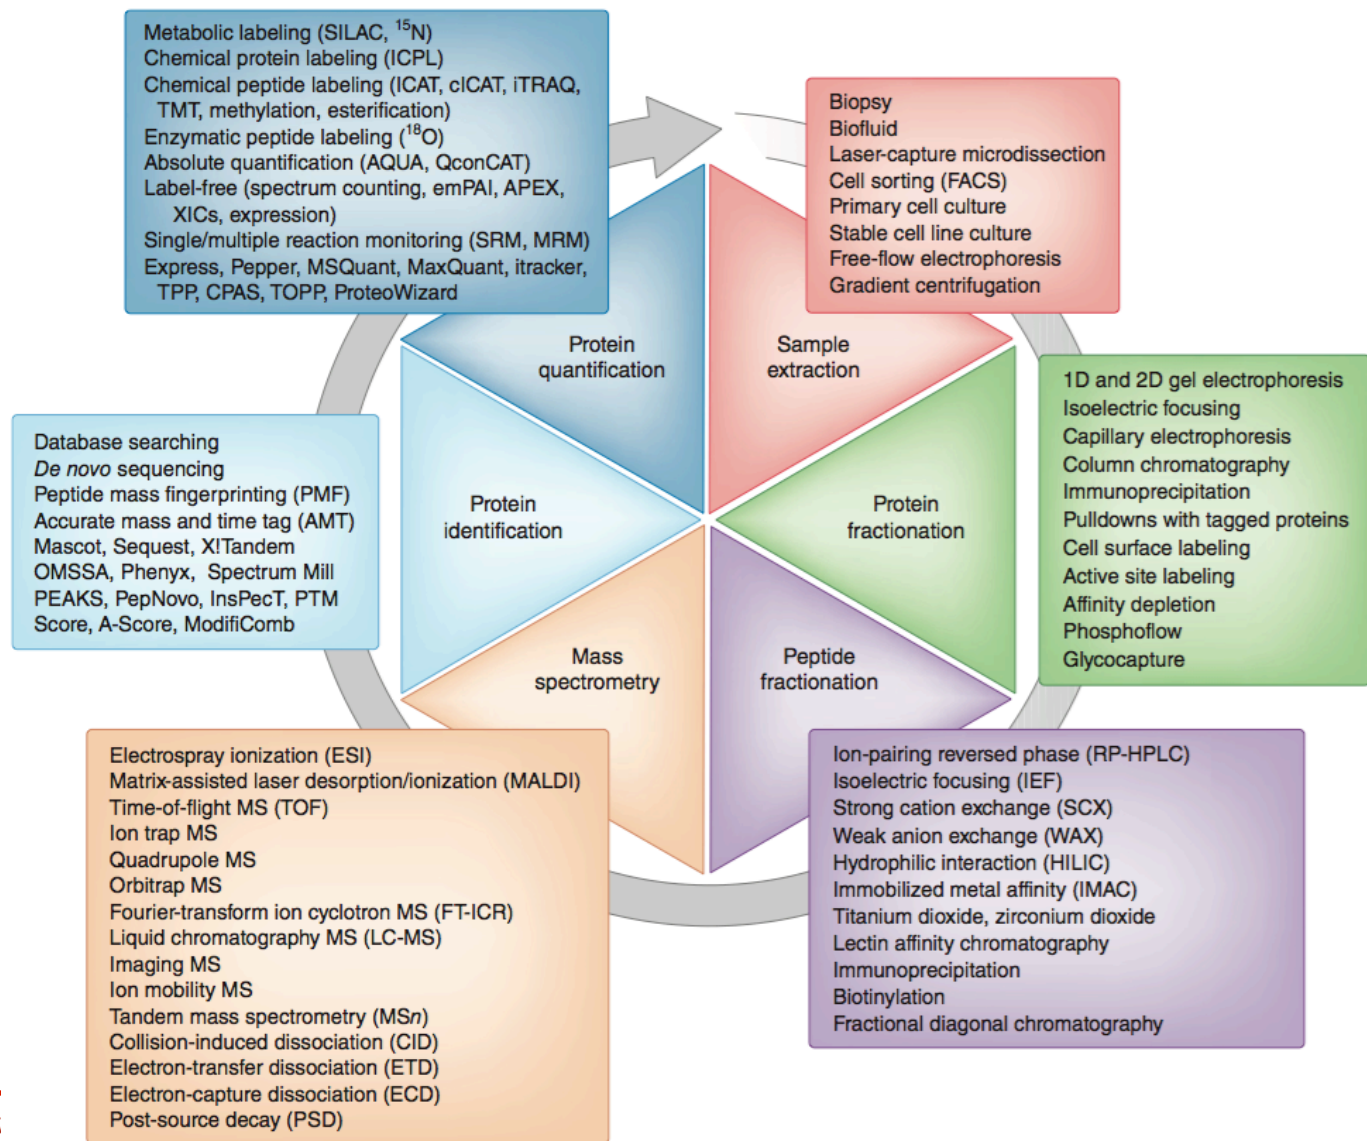 Metabolic labeling (SILAC, ¹⁵N)
Chemical protein labeling (ICPL)
Chemical peptide labeling (ICAT, cICAT, iTRAQ,
TMT, methylation, esterification)
Enzymatic peptide labeling (¹⁸O)
Absolute quantification (AQUA, QconCAT)
Label-free (spectrum counting, emPAI, APEX,
XICs, expression)
Single/multiple reaction monitoring (SRM, MRM)
Express, Pepper, MSQuant, MaxQuant, itracker,
TPP, CPAS, TOPP, ProteoWizard
Biopsy
Biofluid
Laser-capture microdissection
Cell sorting (FACS)
Primary cell culture
Stable cell line culture
Free-flow electrophoresis
Gradient centrifugation
Protein
quantification
Sample
extraction
1D and 2D gel electrophoresis
Isoelectric focusing
Capillary electrophoresis
Column chromatography
Immunoprecipitation
Pulldowns with tagged proteins
Cell surface labeling
Active site labeling
Affinity depletion
Phosphoflow
Glycocapture
Database searching
De novo sequencing
Peptide mass fingerprinting (PMF)
Accurate mass and time tag (AMT)
Mascot, Sequest, X!Tandem
OMSSA, Phenyx, Spectrum Mill
PEAKS, PepNovo, InsPecT, PTM
Score, A-Score, ModifiComb
Protein
identification
Protein
fractionation
Mass
spectrometry
Peptide
fractionation
Electrospray ionization (ESI)
Matrix-assisted laser desorption/ionization (MALDI)
Time-of-flight MS (TOF)
Ion trap MS
Quadrupole MS
Orbitrap MS
Fourier-transform ion cyclotron MS (FT-ICR)
Liquid chromatography MS (LC-MS)
Imaging MS
Ion mobility MS
Tandem mass spectrometry (MSn)
Collision-induced dissociation (CID)
Electron-transfer dissociation (ETD)
Electron-capture dissociation (ECD)
Post-source decay (PSD)
Ion-pairing reversed phase (RP-HPLC)
Isoelectric focusing (IEF)
Strong cation exchange (SCX)
Weak anion exchange (WAX)
Hydrophilic interaction (HILIC)
Immobilized metal affinity (IMAC)
Titanium dioxide, zirconium dioxide
Lectin affinity chromatography
Immunoprecipitation
Biotinylation
Fractional diagonal chromatography